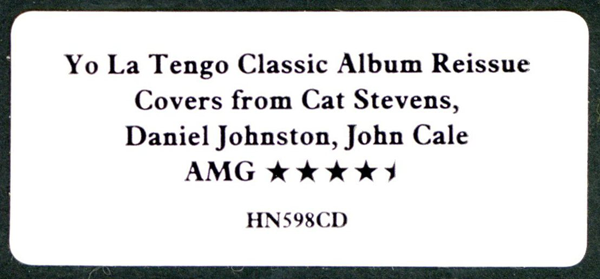 Yo La Tengo Classic Album Reissue
Covers from Cat Stevens,
Daniel Johnston, John Cale
AMG ★★★★⯨
HN598CD